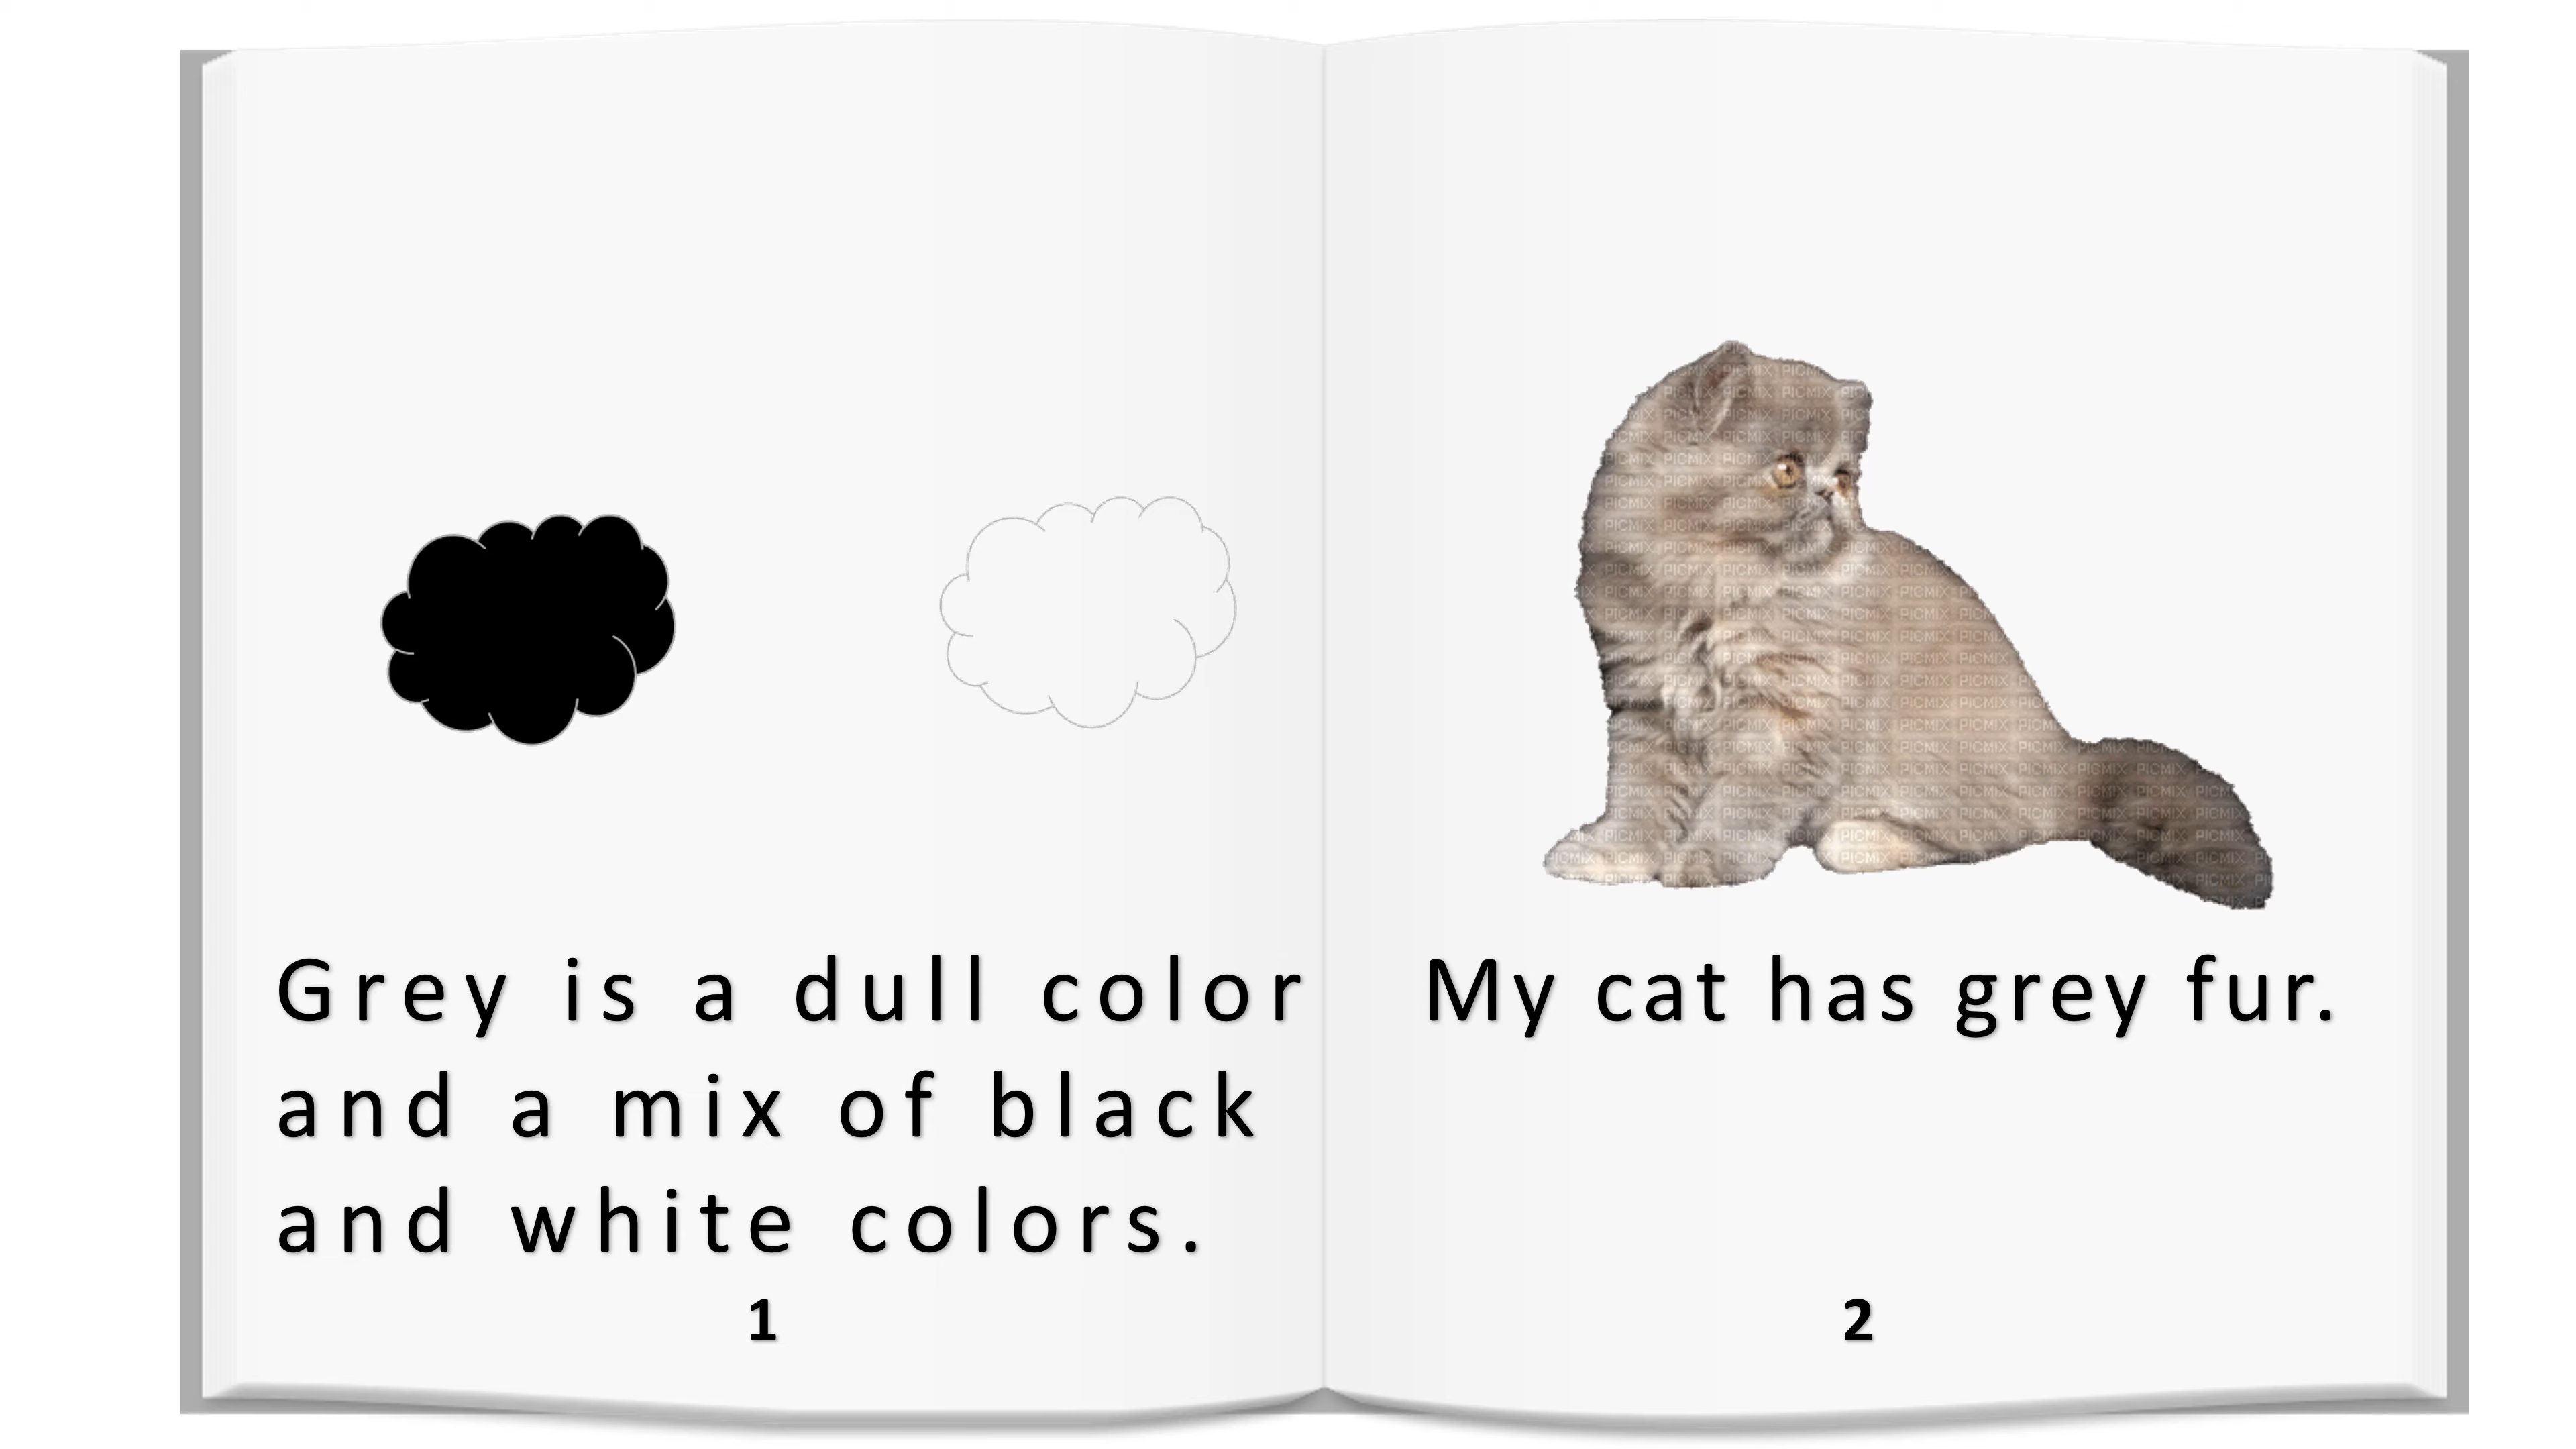 Grey is a dull color
and a mix of black
and white colors.
1
My cat has grey fur.
2